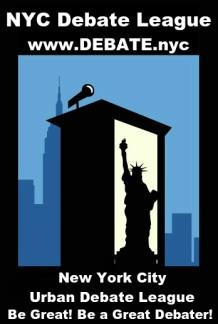 NYC Debate League
www.DEBATE.nyc
New York City
Urban Debate League
Be Great! Be a Great Debater!